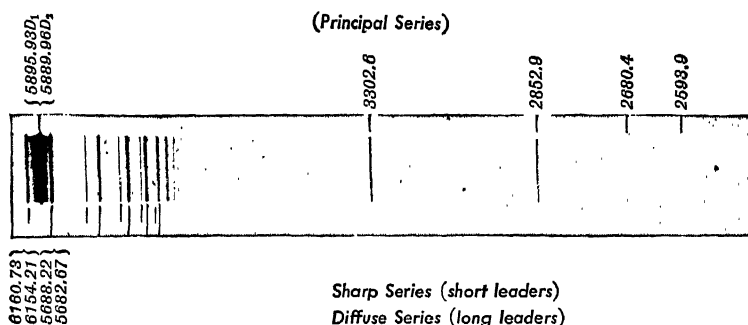 (Principal Series)
5895.93D₁
5889.96D₂
3302.6
2852.9
2680.4
2593.9
6160.73
6154.21
5688.22
5682.67
Sharp Series (short leaders)
Diffuse Series (long leaders)